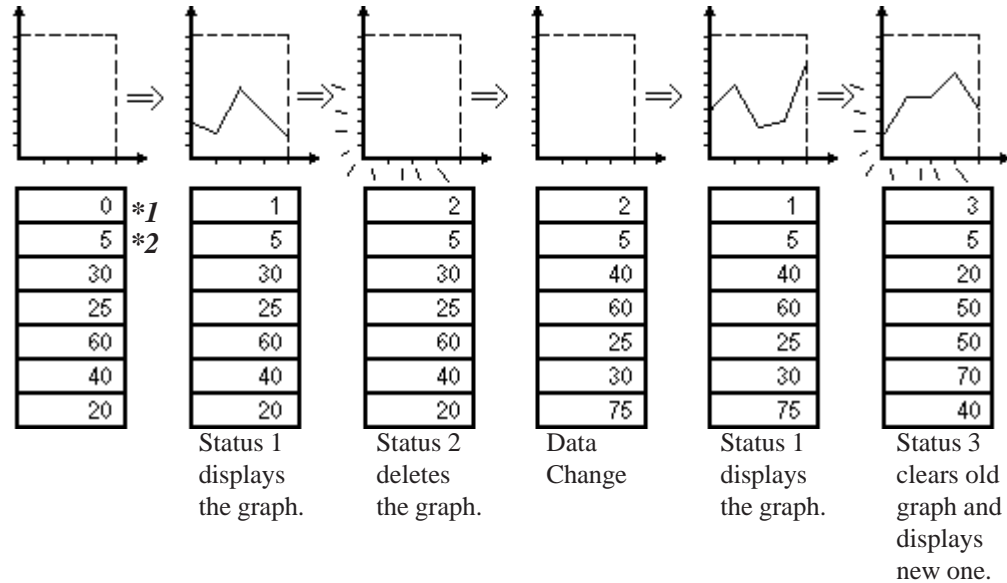 0 *1 1 2 2 1 3
5 *2 5 5 5 5 5
30 30 30 40 40 20
25 25 25 60 60 50
60 60 60 25 25 50
40 40 40 30 30 70
20 20 20 75 75 40
Status 1
displays
the graph.
Status 2
deletes
the graph.
Data
Change
Status 1
displays
the graph.
Status 3
clears old
graph and
displays
new one.